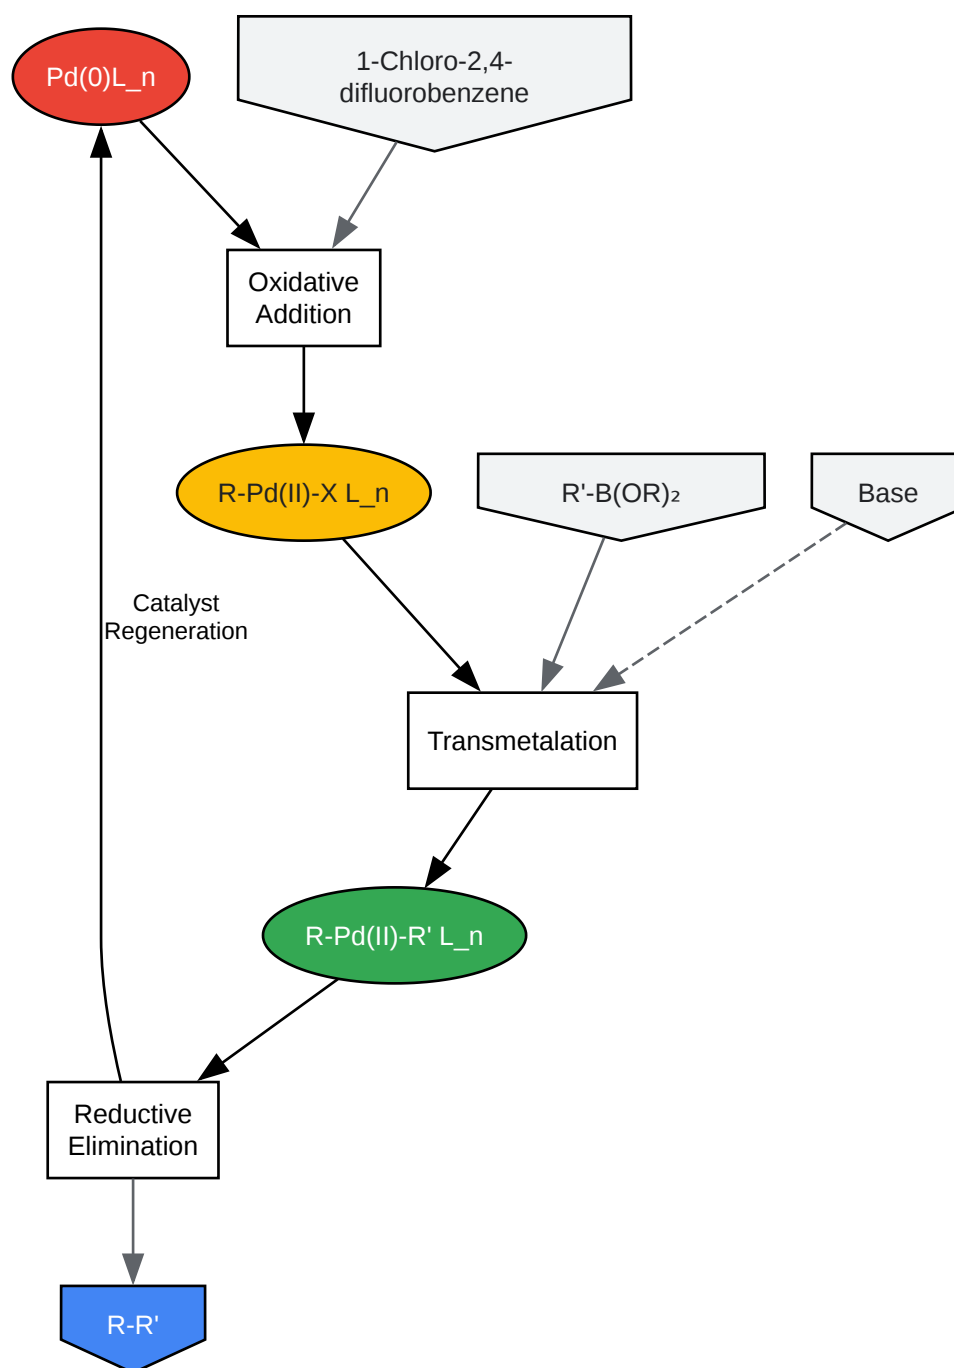 Pd(0)L_n
1-Chloro-2,4-
difluorobenzene
Oxidative
Addition
R-Pd(II)-X L_n
R'-B(OR)₂
Base
Catalyst
Regeneration
Transmetalation
R-Pd(II)-R' L_n
Reductive
Elimination
R-R'